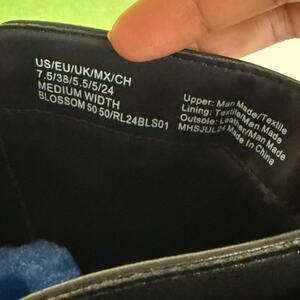 US/EU/UK/MX/CH
7.5/38/5,5/5/24
MEDIUM WIDTH
BLOSSOM 50 50/RL24BLS01
Upper: Man Made/Textile
Lining: Textile/Man Made
Outsole: Leather/Man Made
MHSJUL24 Made In China